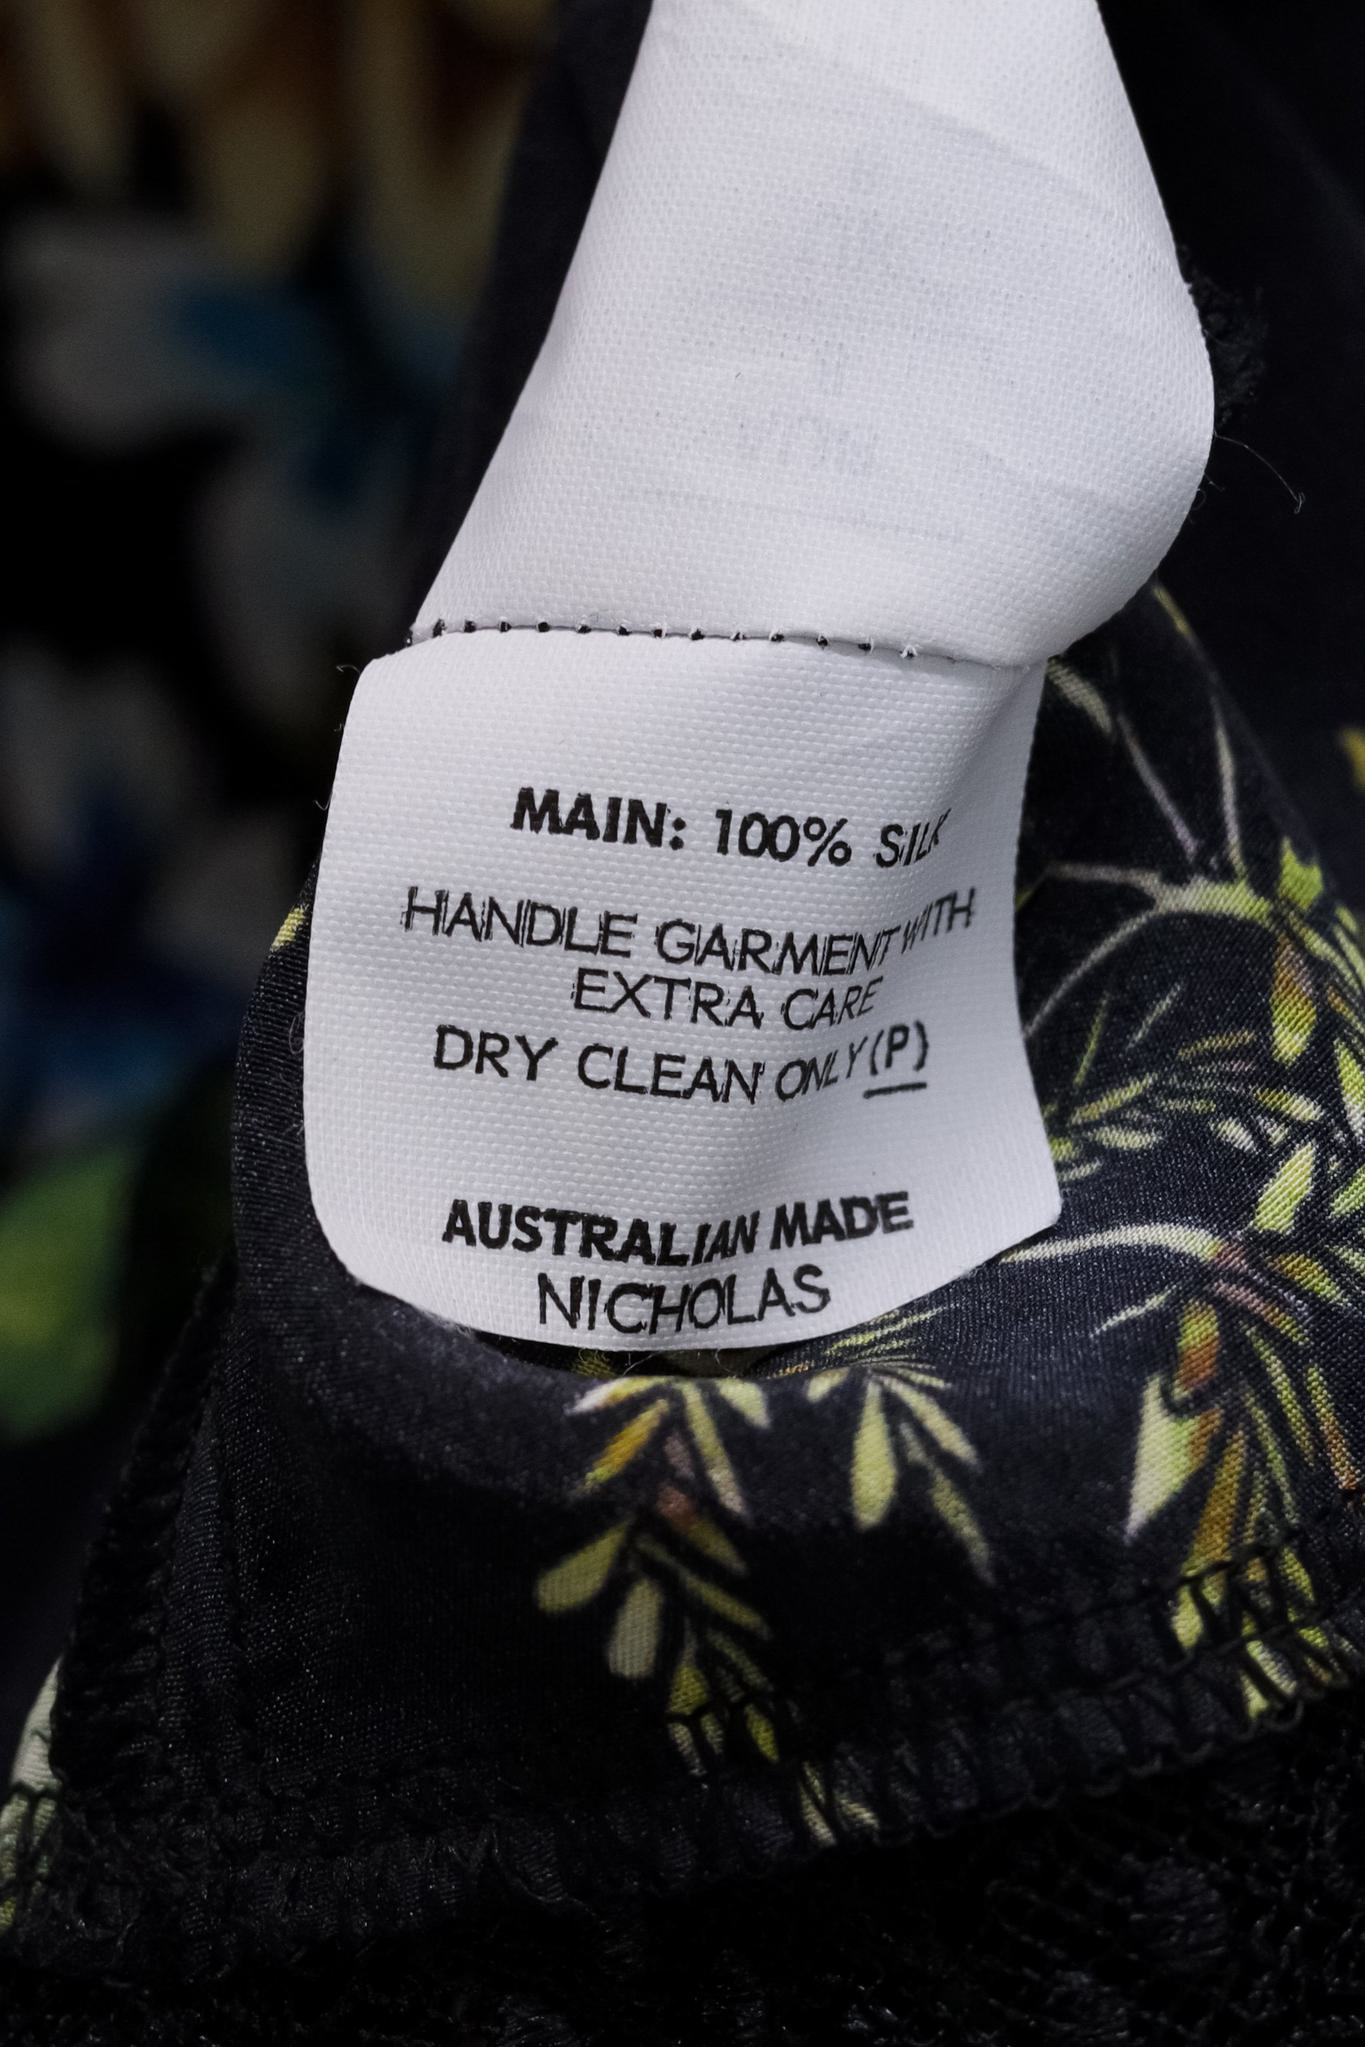 MAIN: 100% SILK
HANDLE GARMENT WITH
EXTRA CARE
DRY CLEAN ONLY (P)
AUSTRALIAN MADE
NICHOLAS